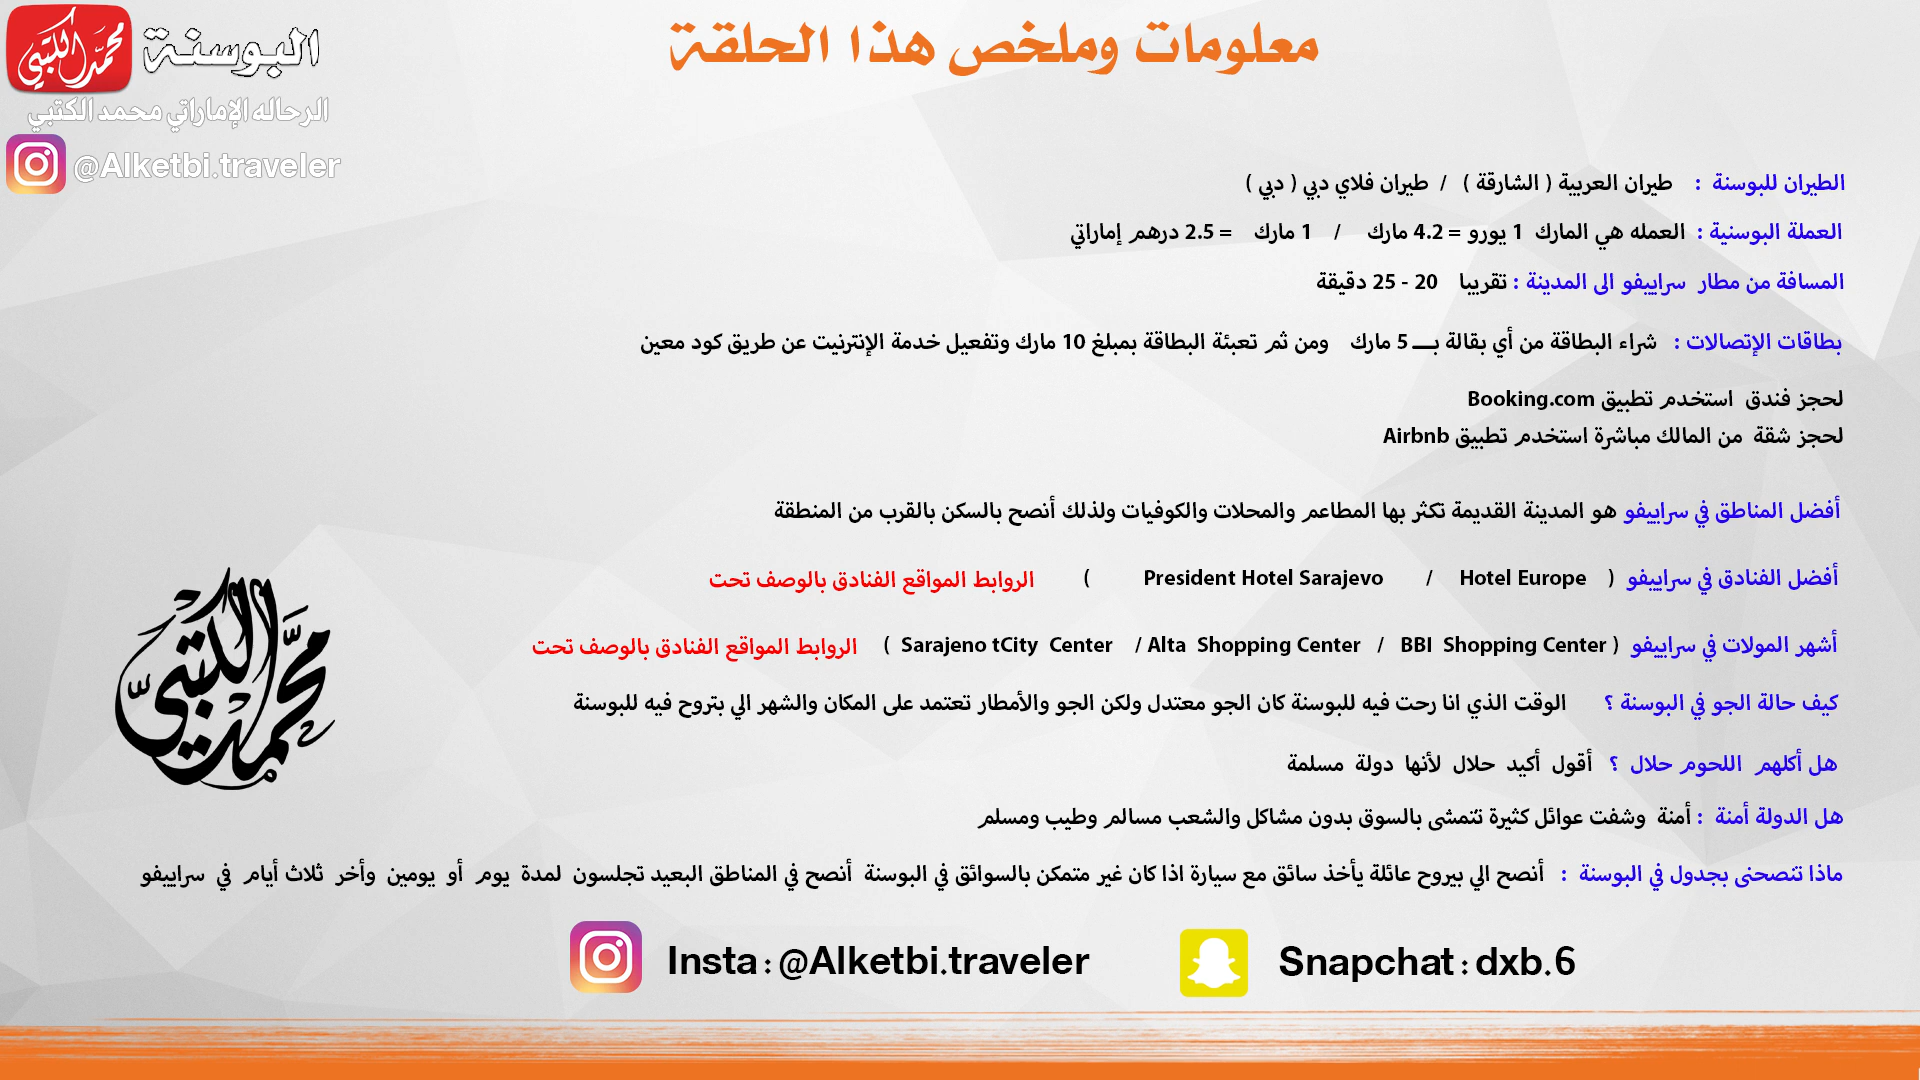 معلومات وملخص هذا الحلقة
محمد الكتبي
البوسنة
الرحاله الإماراتي محمد الكتبي
@Alketbi.traveler
الطيران للبوسنة : طيران العربية ( الشارقة ) / طيران فلاي دبي ( دبي )
العملة البوسنية : العمله هي المارك 1 يورو = 4.2 مارك / 1 مارك = 2.5 درهم إماراتي
المسافة من مطار سراييفو الى المدينة : تقريبا 20 - 25 دقيقة
بطاقات الإتصالات : شراء البطاقة من أي بقالة بـــ 5 مارك ومن ثم تعبئة البطاقة بمبلغ 10 مارك وتفعيل خدمة الإنترنيت عن طريق كود معين
لحجز فندق استخدم تطبيق Booking.com
لحجز شقة من المالك مباشرة استخدم تطبيق Airbnb
أفضل المناطق في سراييفو هو المدينة القديمة تكثر بها المطاعم والمحلات والكوفيات ولذلك أنصح بالسكن بالقرب من المنطقة
أفضل الفنادق في سراييفو ( Hotel Europe / President Hotel Sarajevo ) الروابط المواقع الفنادق بالوصف تحت
أشهر المولات في سراييفو ( BBI Shopping Center / Alta Shopping Center / Sarajeno tCity Center ) الروابط المواقع الفنادق بالوصف تحت
كيف حالة الجو في البوسنة ؟ الوقت الذي انا رحت فيه للبوسنة كان الجو معتدل ولكن الجو والأمطار تعتمد على المكان والشهر الي بتروح فيه للبوسنة
هل أكلهم اللحوم حلال ؟ أقول أكيد حلال لأنها دولة مسلمة
هل الدولة أمنة : أمنة وشفت عوائل كثيرة تتمشى بالسوق بدون مشاكل والشعب مسالم وطيب ومسلم
ماذا تنصحنى بجدول في البوسنة : أنصح الي بيروح عائلة يأخذ سائق مع سيارة اذا كان غير متمكن بالسوائق في البوسنة أنصح في المناطق البعيد تجلسون لمدة يوم أو يومين وأخر ثلاث أيام في سراييفو
محمد الكتبي
Insta : @Alketbi.traveler
Snapchat : dxb.6